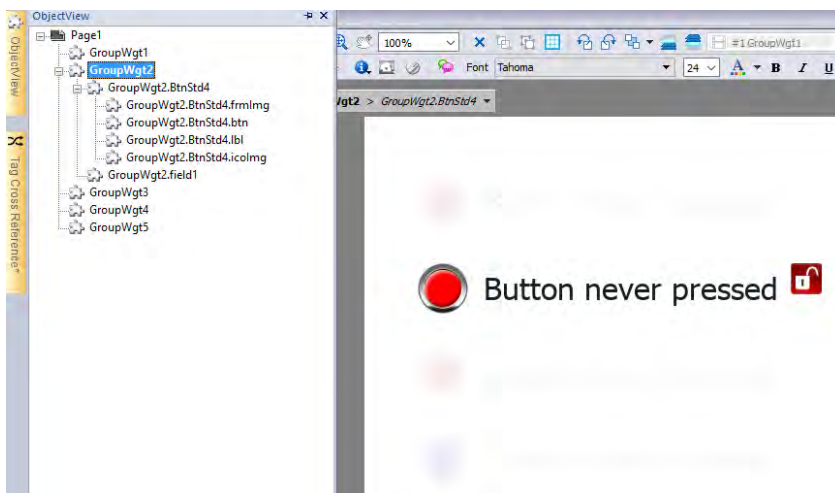 ObjectView
ObjectView
Tag Cross Reference*
Page1
GroupWgt1
GroupWgt2
GroupWgt2.BtnStd4
GroupWgt2.BtnStd4.frmImg
GroupWgt2.BtnStd4.btn
GroupWgt2.BtnStd4.lbl
GroupWgt2.BtnStd4.icoImg
GroupWgt2.field1
GroupWgt3
GroupWgt4
GroupWgt5
100%
#1 GroupWgt1
Font Tahoma
24
A B I U
Wgt2 > GroupWgt2.BtnStd4
Button never pressed